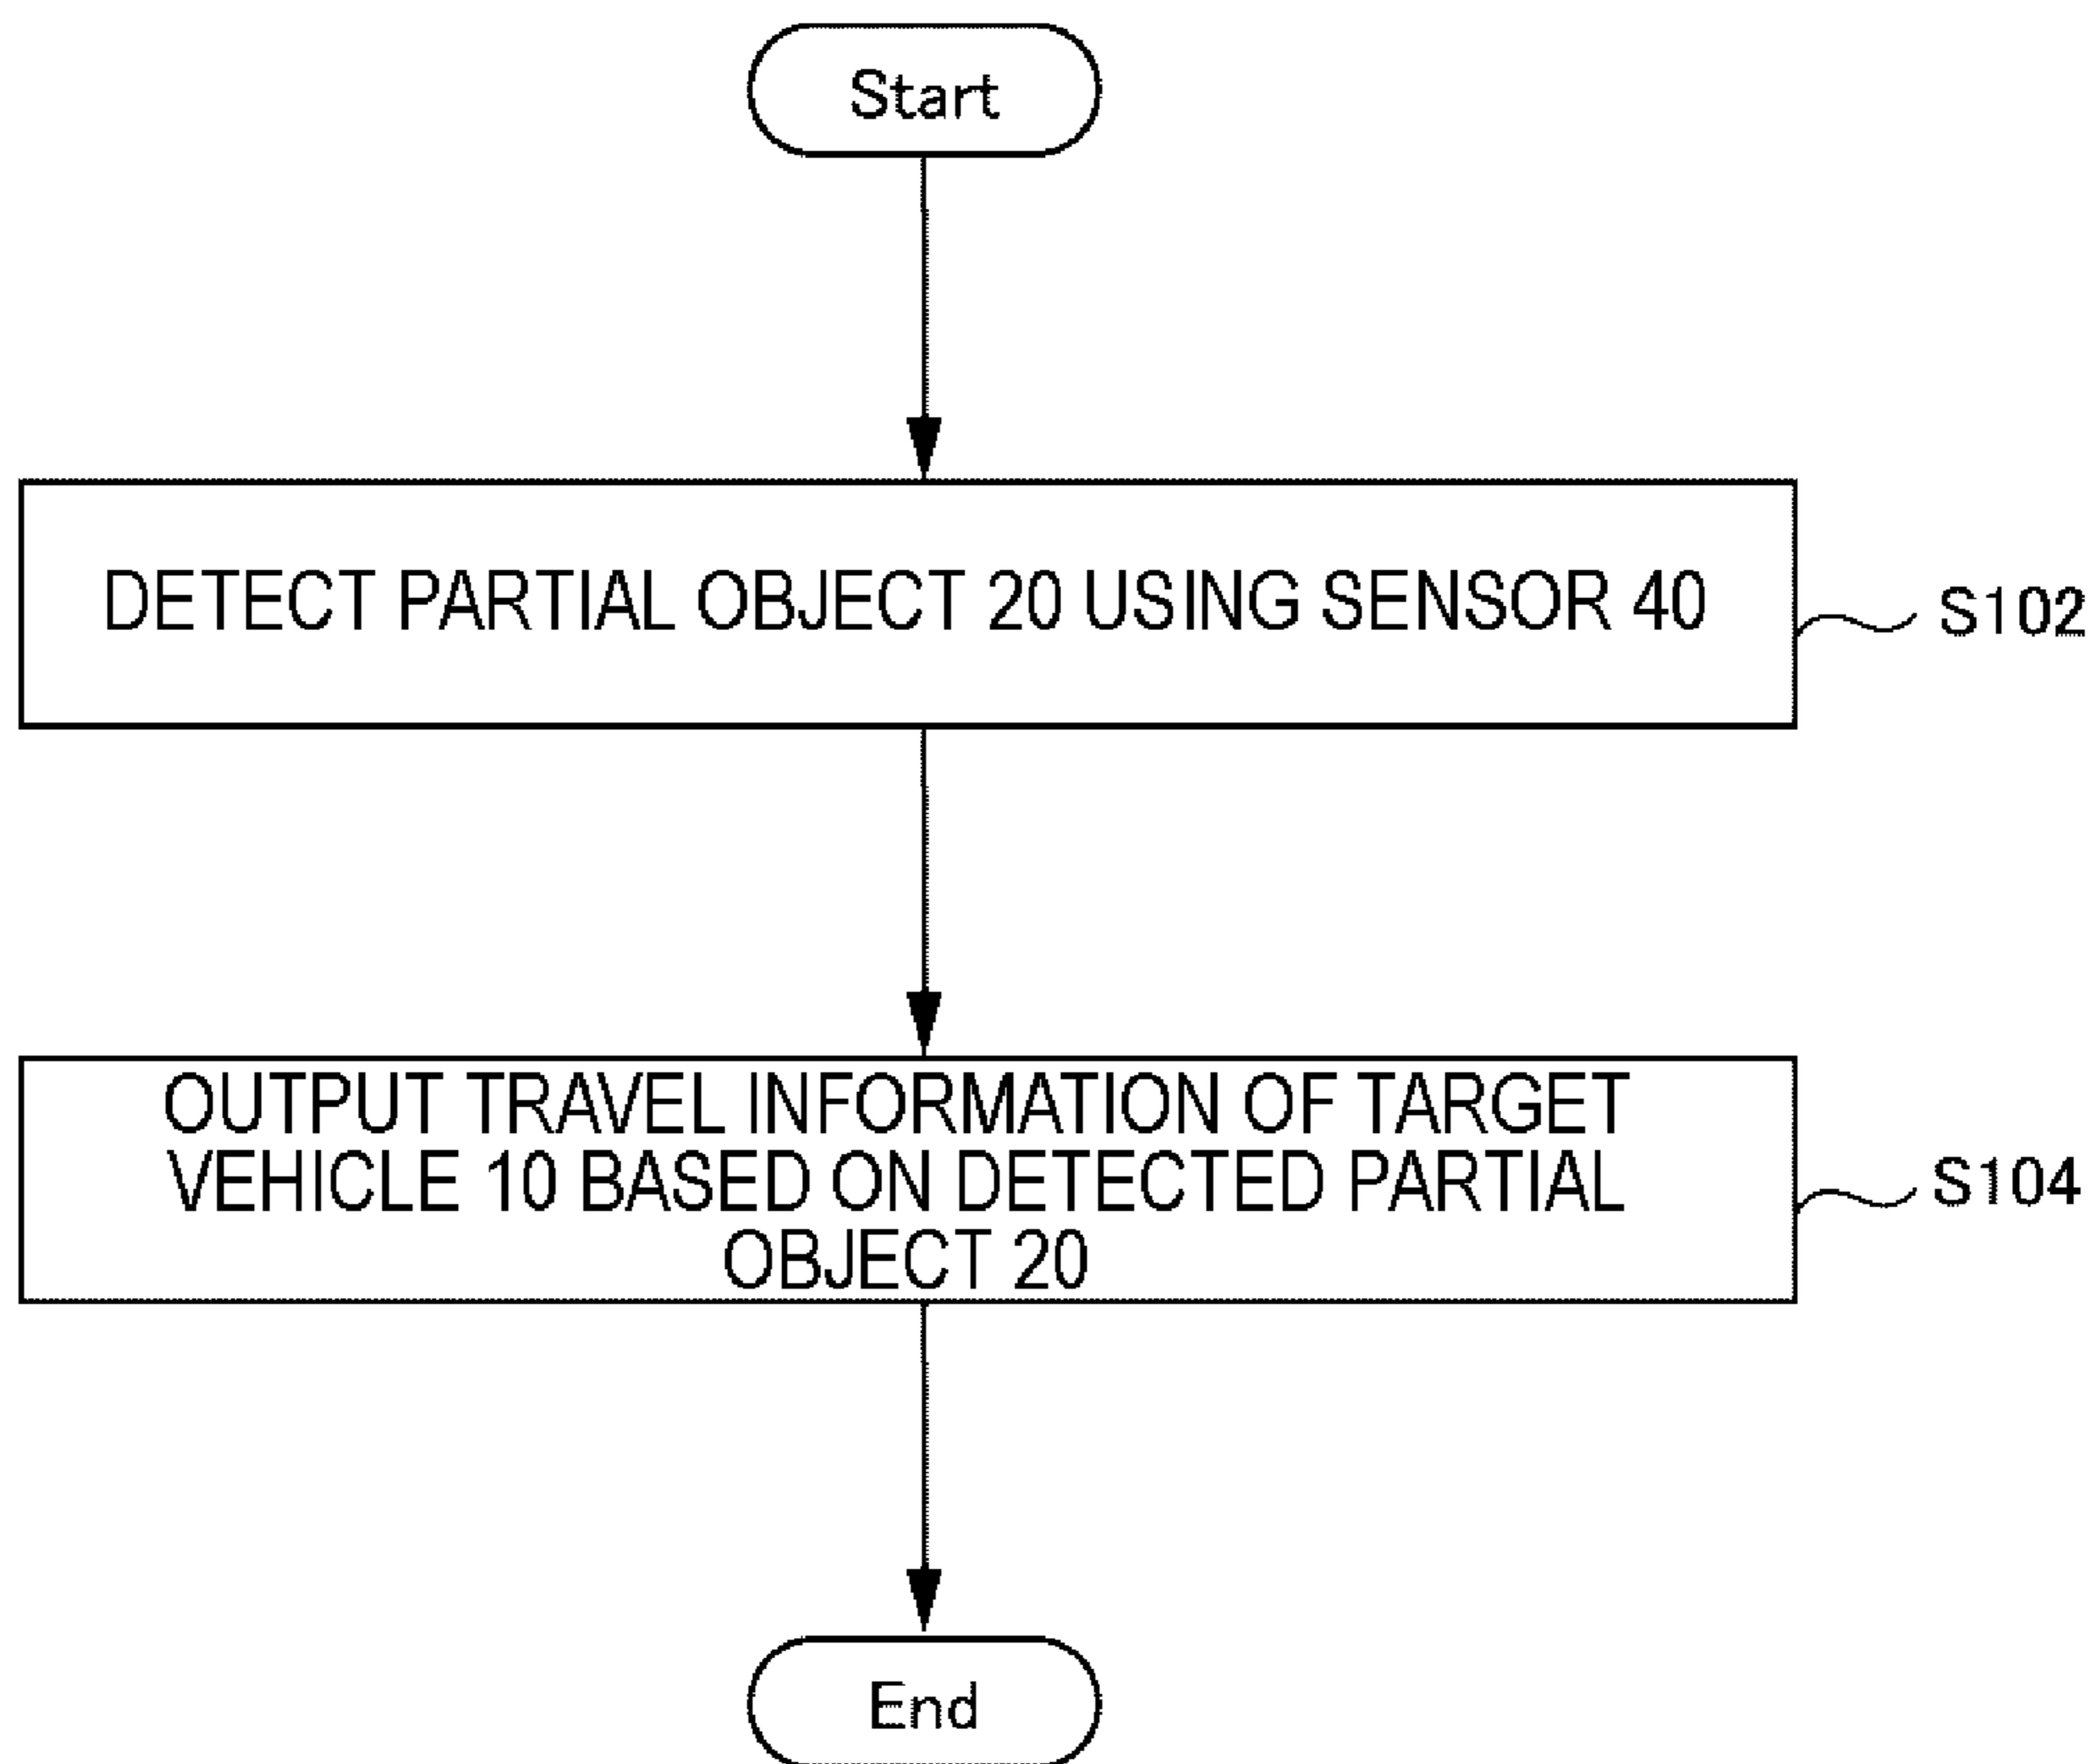 Start
DETECT PARTIAL OBJECT 20 USING SENSOR 40
S102
OUTPUT TRAVEL INFORMATION OF TARGET
VEHICLE 10 BASED ON DETECTED PARTIAL
OBJECT 20
S104
End